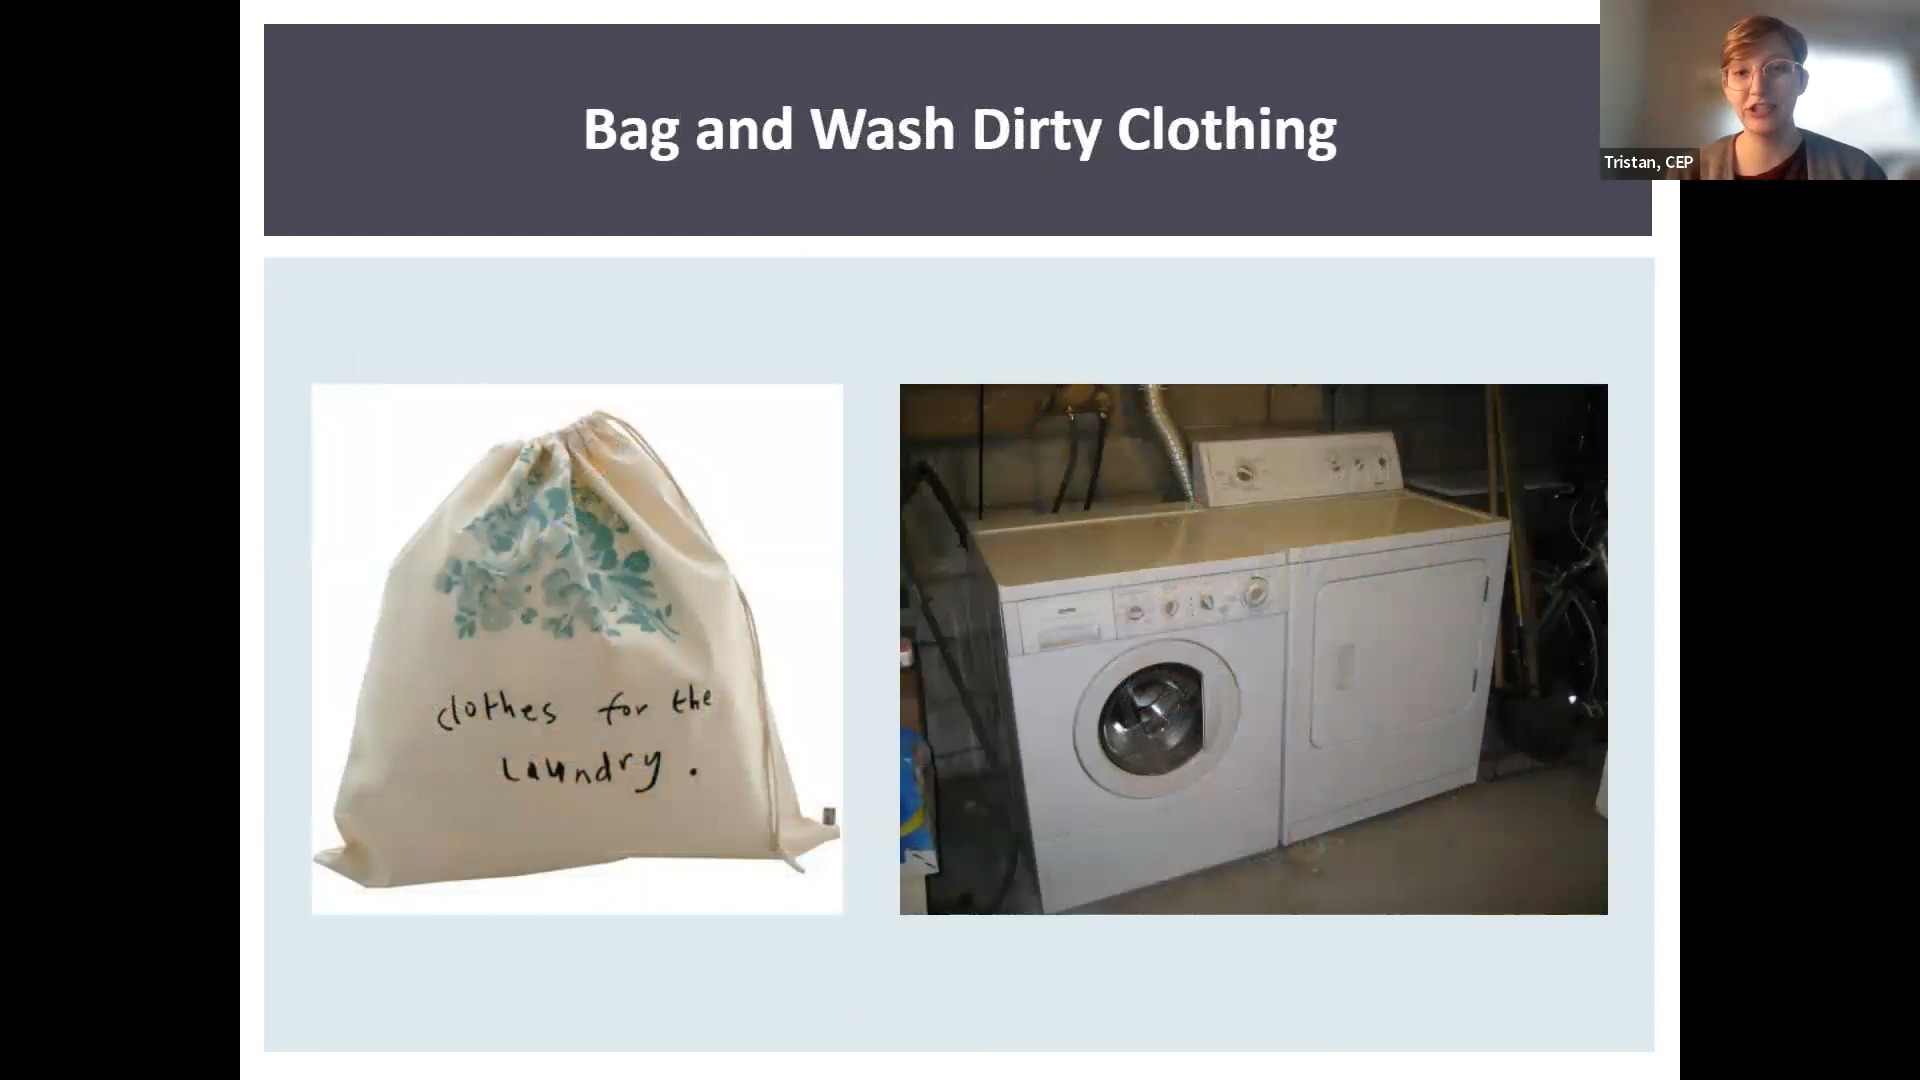 Bag and Wash Dirty Clothing
Tristan, CEP
clothes for the
laundry.